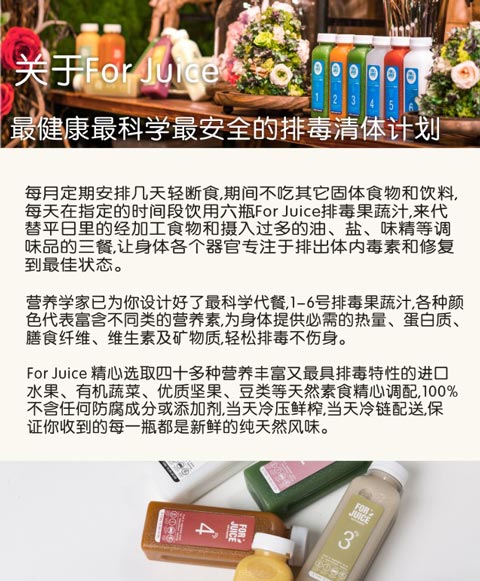 关于For Juice
最健康最科学最安全的排毒清体计划
1 2 3 4 5 6
每月定期安排几天轻断食,期间不吃其它固体食物和饮料,
每天在指定的时间段饮用六瓶For Juice排毒果蔬汁,来代
替平日里的经加工食物和摄入过多的油、盐、味精等调
味品的三餐,让身体各个器官专注于排出体内毒素和修复
到最佳状态。
营养学家已为你设计好了最科学代餐,1-6号排毒果蔬汁,各种颜
色代表富含不同类的营养素,为身体提供必需的热量、蛋白质、
膳食纤维、维生素及矿物质,轻松排毒不伤身。
For Juice 精心选取四十多种营养丰富又最具排毒特性的进口
水果、有机蔬菜、优质坚果、豆类等天然素食精心调配,100%
不含任何防腐成分或添加剂,当天冷压鲜榨,当天冷链配送,保
证你收到的每一瓶都是新鲜的纯天然风味。
FOR
JUICE
4
FOR
JUICE
3